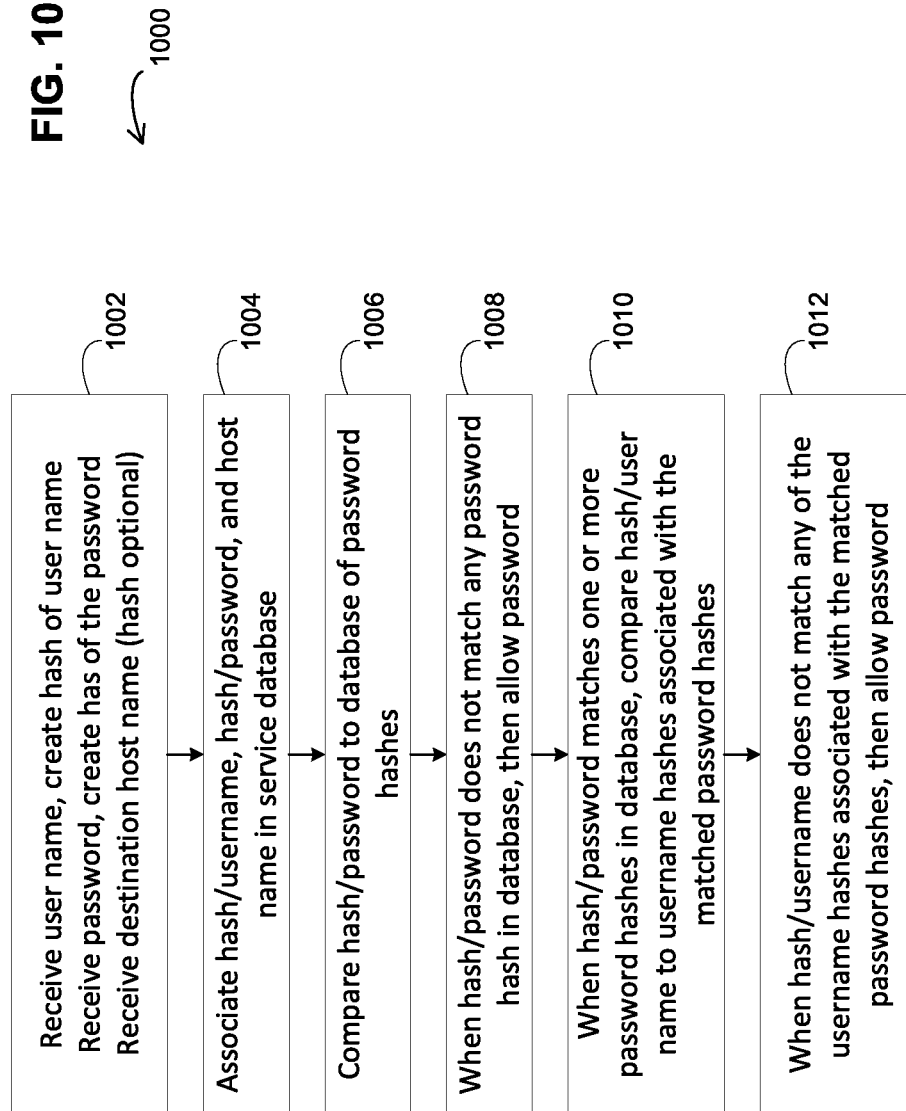 FIG. 10
1000
Receive user name, create hash of user name
Receive password, create has of the password
Receive destination host name (hash optional)
1002
Associate hash/username, hash/password, and host
name in service database
1004
Compare hash/password to database of password
hashes
1006
When hash/password does not match any password
hash in database, then allow password
1008
When hash/password matches one or more
password hashes in database, compare hash/user
name to username hashes associated with the
matched password hashes
1010
When hash/username does not match any of the
username hashes associated with the matched
password hashes, then allow password
1012